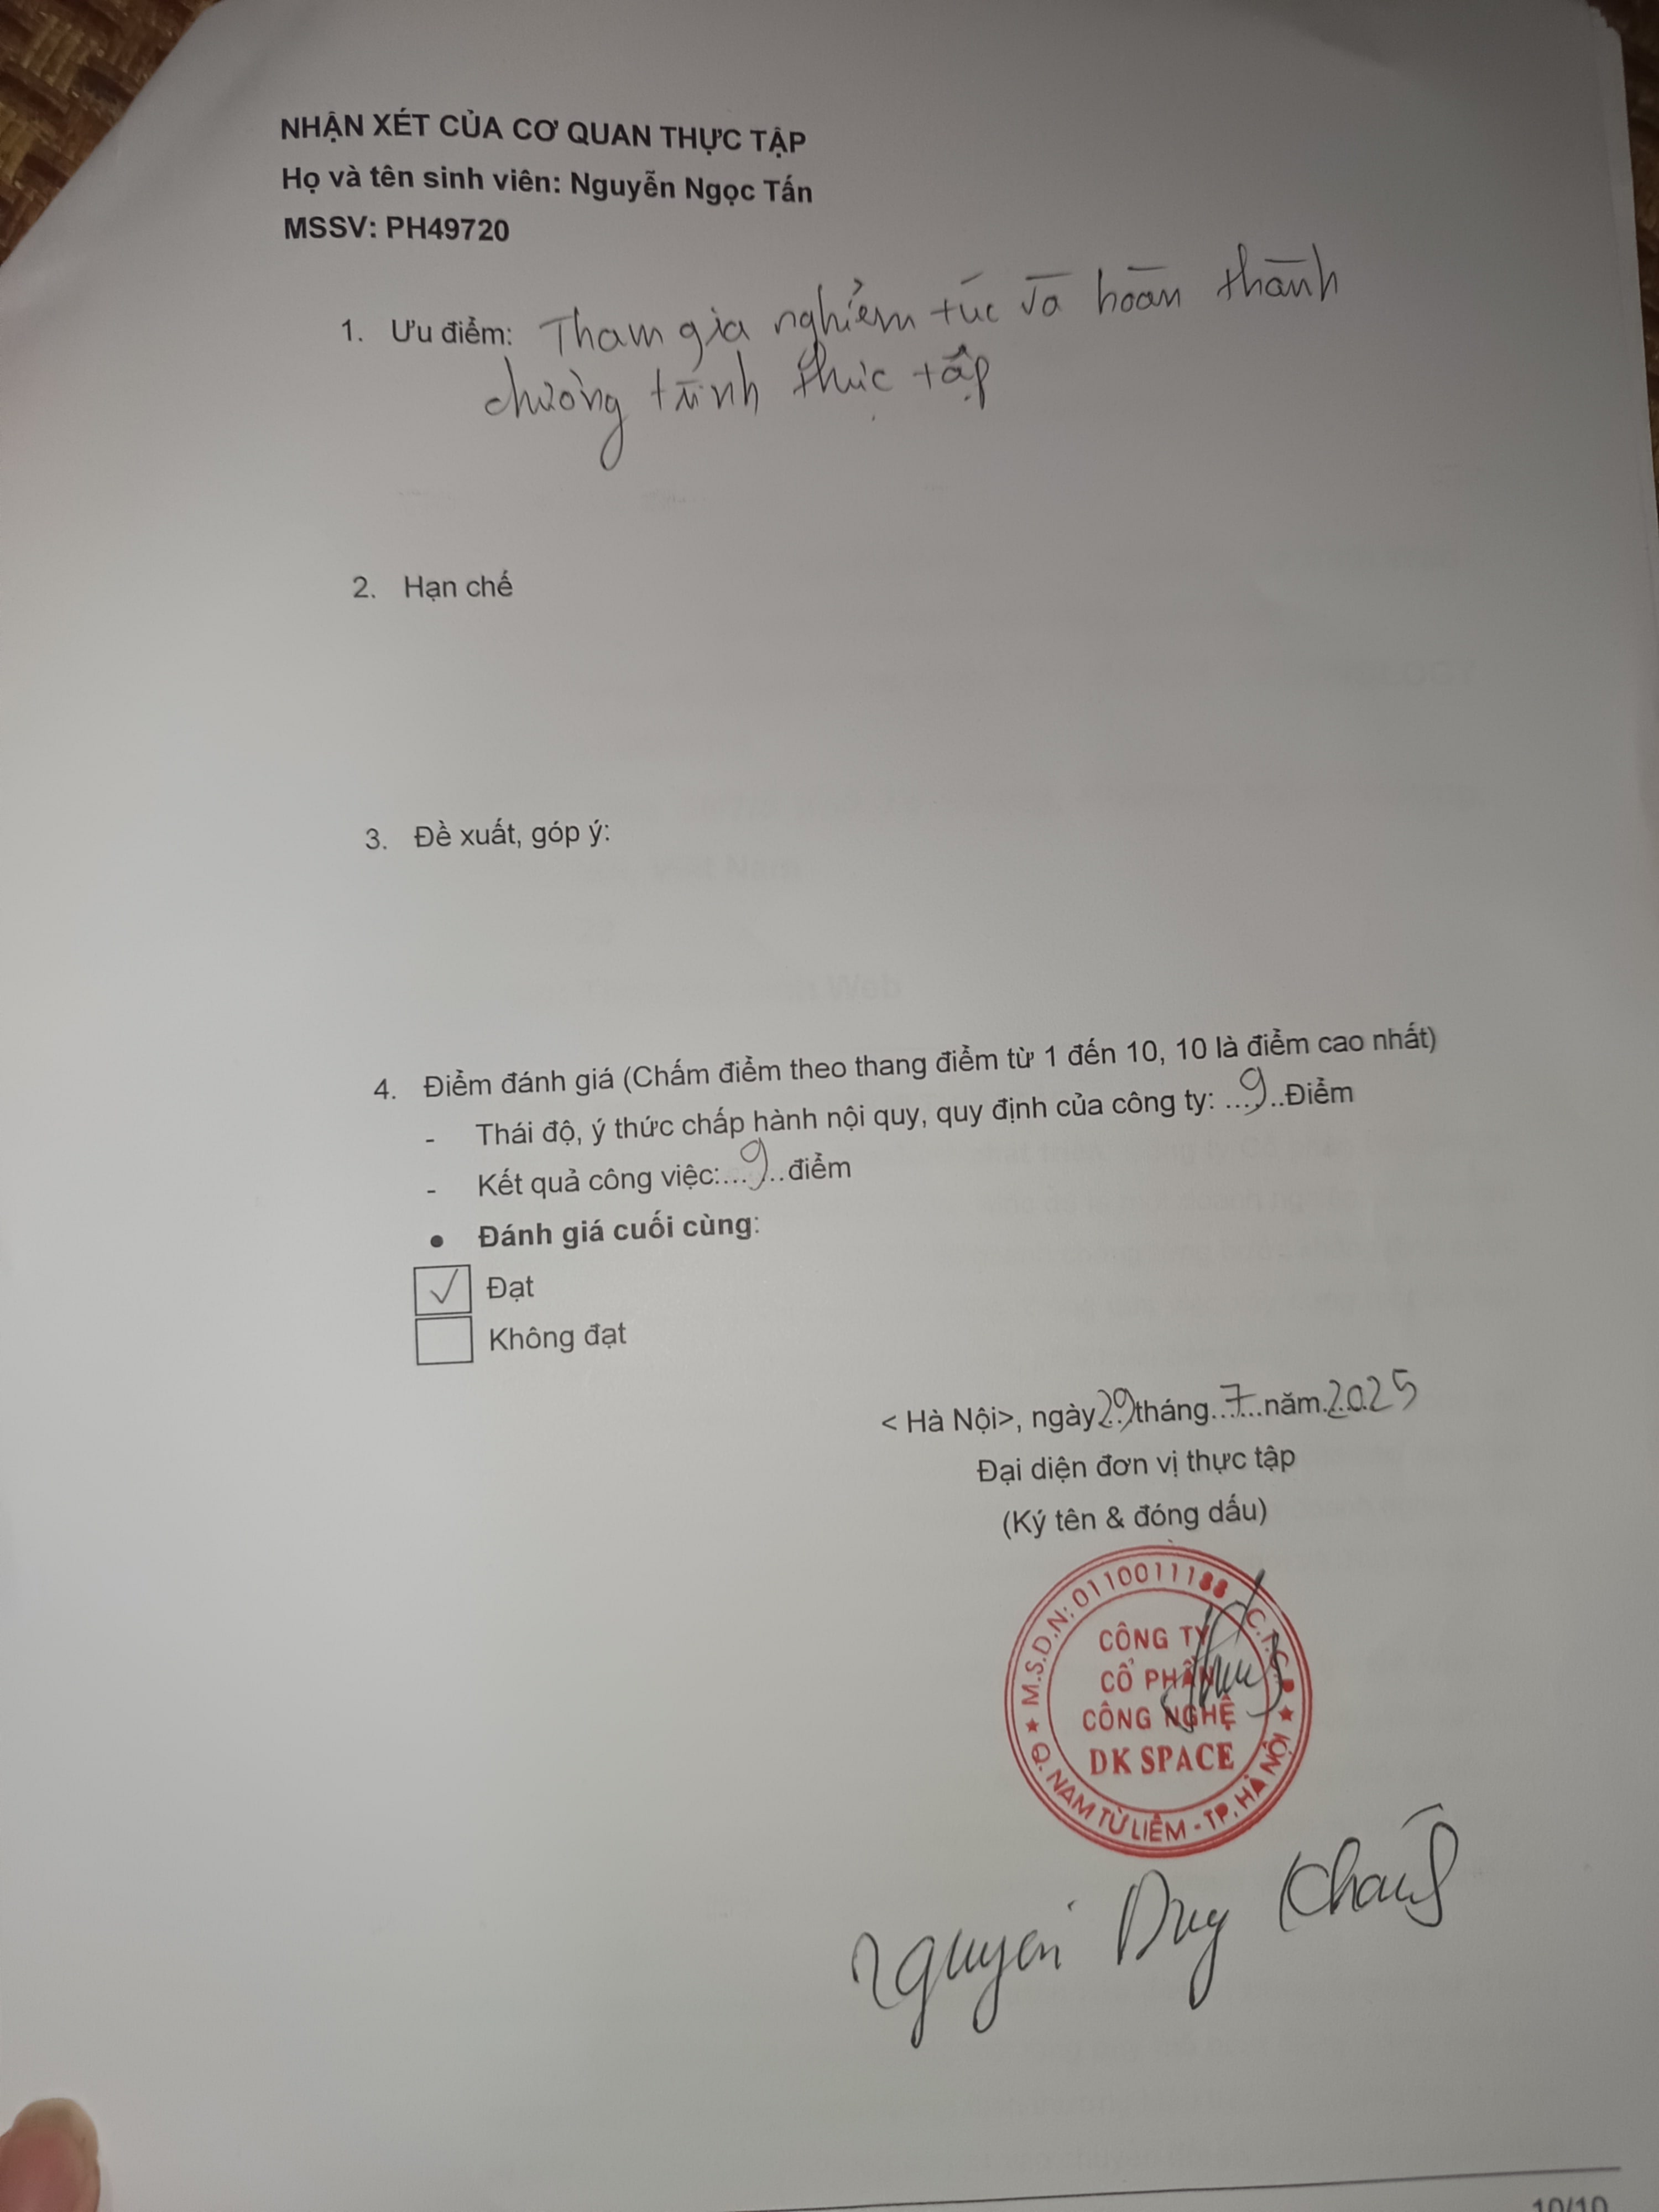 NHẬN XÉT CỦA CƠ QUAN THỰC TẬP
Họ và tên sinh viên: Nguyễn Ngọc Tấn
MSSV: PH49720
1. Ưu điểm: Tham gia nghiêm túc và hoàn thành
chương trình thực tập
2. Hạn chế
3. Đề xuất, góp ý:
4. Điểm đánh giá (Chấm điểm theo thang điểm từ 1 đến 10, 10 là điểm cao nhất)
- Thái độ, ý thức chấp hành nội quy, quy định của công ty: ...9..Điểm
- Kết quả công việc:...9..điểm
● Đánh giá cuối cùng:
✓ Đạt
Không đạt
< Hà Nội>, ngày 29 tháng...7...năm 2025
Đại diện đơn vị thực tập
(Ký tên & đóng dấu)
M.S.D.N: 0110011188 - C.T.C.P
CÔNG TY
CỔ PHẦN
CÔNG NGHỆ
DK SPACE
Q. NAM TỪ LIÊM - TP. HÀ NỘI
Nguyễn Duy Khang
10/10